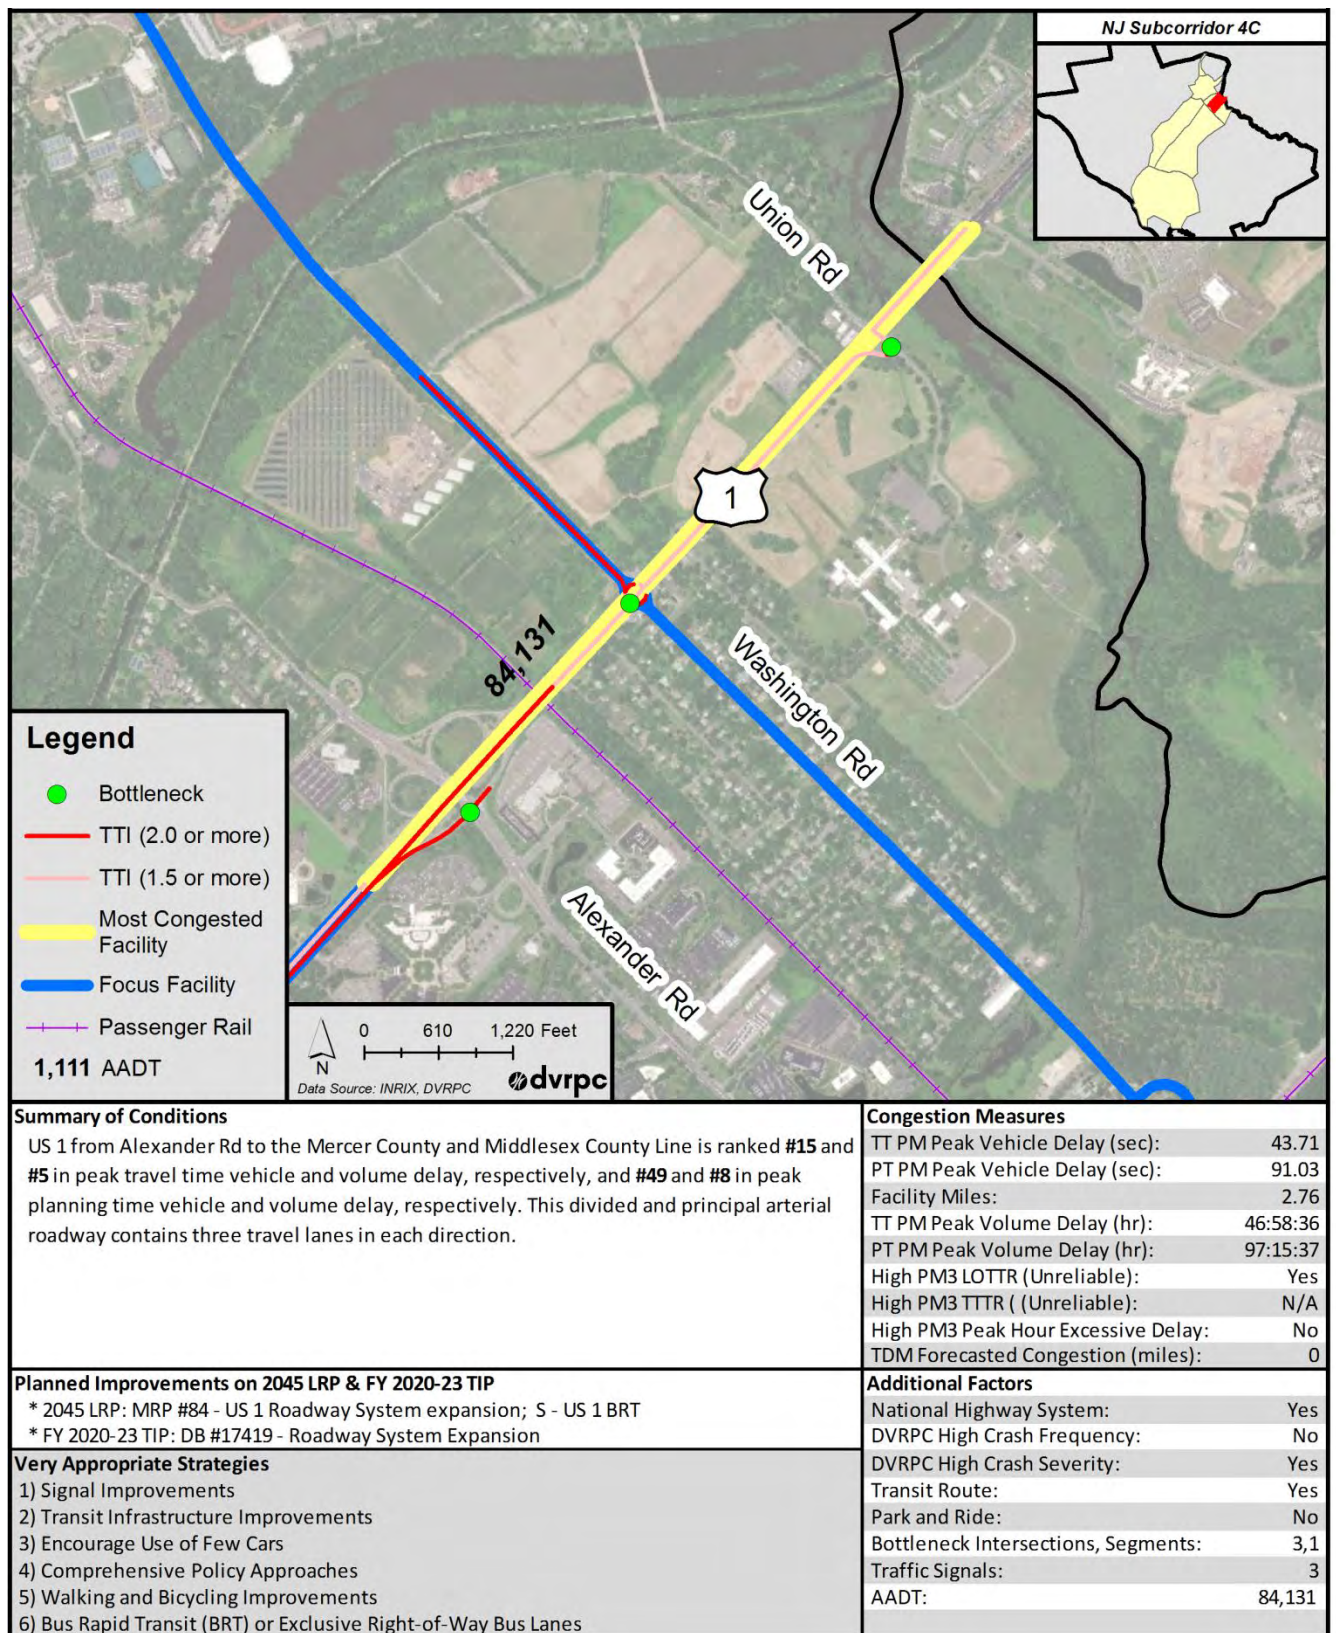 NJ Subcorridor 4C
Union Rd
1
84,131
Washington Rd
Alexander Rd
Legend
Bottleneck
TTI (2.0 or more)
TTI (1.5 or more)
Most Congested
Facility
Focus Facility
Passenger Rail
1,111 AADT
N
0 610 1,220 Feet
Data Source: INRIX, DVRPC
dvrpc
Summary of Conditions
US 1 from Alexander Rd to the Mercer County and Middlesex County Line is ranked #15 and
#5 in peak travel time vehicle and volume delay, respectively, and #49 and #8 in peak
planning time vehicle and volume delay, respectively. This divided and principal arterial
roadway contains three travel lanes in each direction.
Congestion Measures
TT PM Peak Vehicle Delay (sec): 43.71
PT PM Peak Vehicle Delay (sec): 91.03
Facility Miles: 2.76
TT PM Peak Volume Delay (hr): 46:58:36
PT PM Peak Volume Delay (hr): 97:15:37
High PM3 LOTTR (Unreliable): Yes
High PM3 TTTR ( (Unreliable): N/A
High PM3 Peak Hour Excessive Delay: No
TDM Forecasted Congestion (miles): 0
Planned Improvements on 2045 LRP & FY 2020-23 TIP
* 2045 LRP: MRP #84 - US 1 Roadway System expansion; S - US 1 BRT
* FY 2020-23 TIP: DB #17419 - Roadway System Expansion
Very Appropriate Strategies
1) Signal Improvements
2) Transit Infrastructure Improvements
3) Encourage Use of Few Cars
4) Comprehensive Policy Approaches
5) Walking and Bicycling Improvements
6) Bus Rapid Transit (BRT) or Exclusive Right-of-Way Bus Lanes
Additional Factors
National Highway System: Yes
DVRPC High Crash Frequency: No
DVRPC High Crash Severity: Yes
Transit Route: Yes
Park and Ride: No
Bottleneck Intersections, Segments: 3,1
Traffic Signals: 3
AADT: 84,131